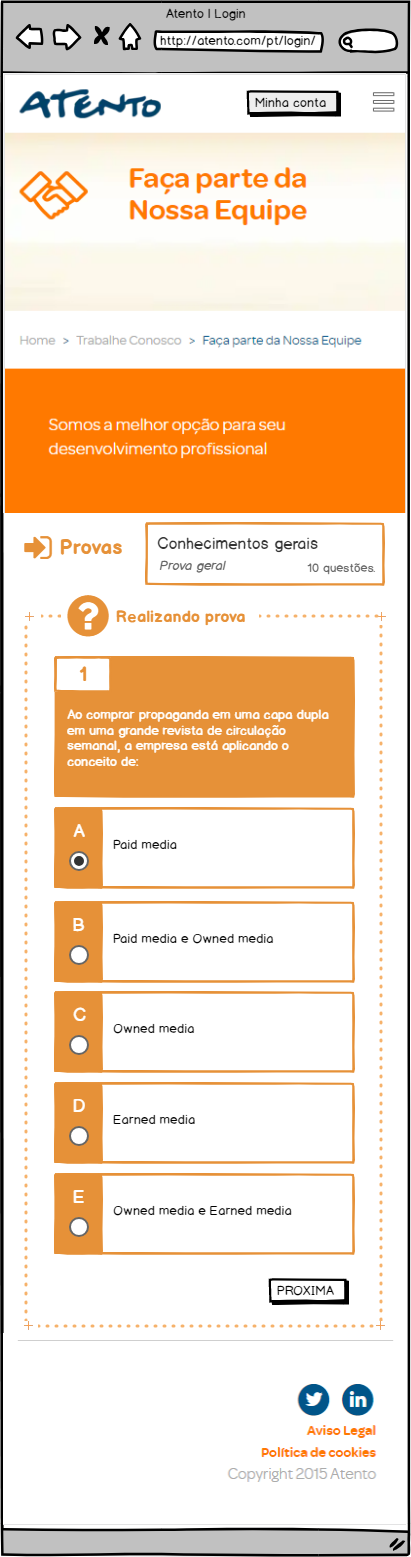 Atento | Login
http://atento.com/pt/login/
ATENTO
Minha conta
Faça parte da
Nossa Equipe
Home > Trabalhe Conosco > Faça parte da Nossa Equipe
Somos a melhor opção para seu
desenvolvimento profissional
Provas
Conhecimentos gerais
Prova geral 10 questões.
? Realizando prova
1
Ao comprar propaganda em uma capa dupla
em uma grande revista de circulação
semanal, a empresa está aplicando o
conceito de:
A
Paid media
B
Paid media e Owned media
C
Owned media
D
Earned media
E
Owned media e Earned media
PROXIMA
in
Aviso Legal
Política de cookies
Copyright 2015 Atento